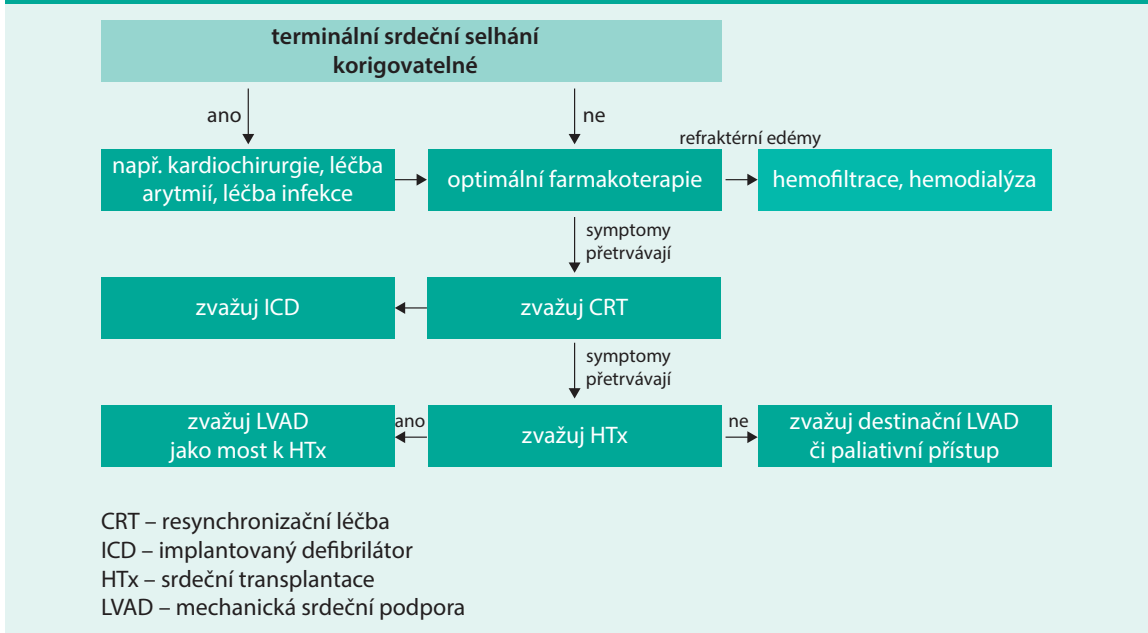 terminální srdeční selhání
korigovatelné
ano
ne
refraktérní edémy
např. kardiochirurgie, léčba
arytmií, léčba infekce
optimální farmakoterapie
hemofiltrace, hemodialýza
symptomy
přetrvávají
zvažuj ICD
zvažuj CRT
symptomy
přetrvávají
zvažuj LVAD
jako most k HTx
ano
zvažuj HTx
ne
zvažuj destinační LVAD
či paliativní přístup
CRT – resynchronizační léčba
ICD – implantovaný defibrilátor
HTx – srdeční transplantace
LVAD – mechanická srdeční podpora